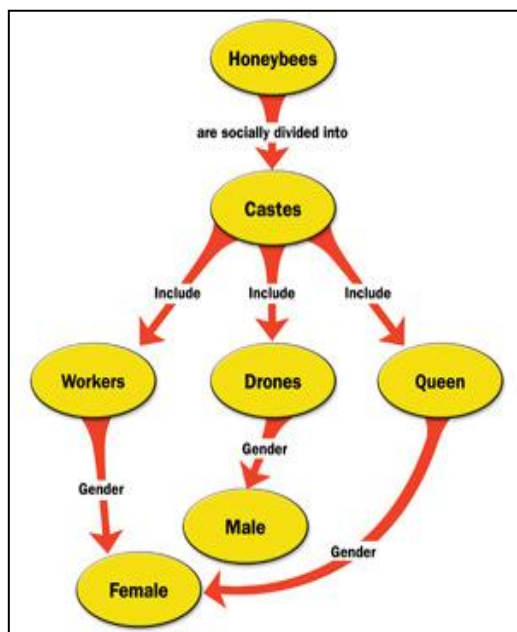 Honeybees
are socially divided into
Castes
Include
Include
Include
Workers
Drones
Queen
Gender
Gender
Male
Gender
Female